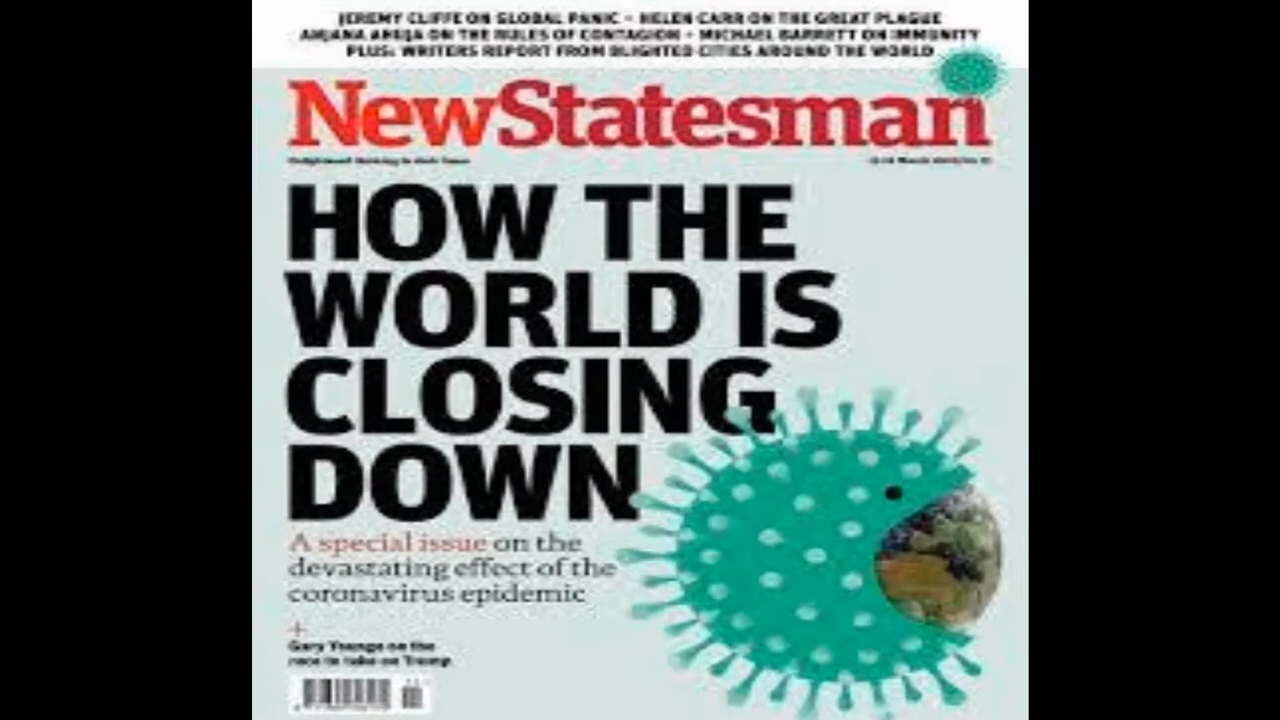 JEREMY CLIFFE ON GLOBAL PANIC - HELEN CARR ON THE GREAT PLAGUE
ANJANA AHUJA ON THE RULES OF CONTAGION - MICHAEL BARRETT ON IMMUNITY
PLUS: WRITERS REPORT FROM BLIGHTED CITIES AROUND THE WORLD
NewStatesman
HOW THE
WORLD IS
CLOSING
DOWN
A special issue on the
devastating effect of the
coronavirus epidemic
+
Gary Younge on the
race to take on Trump